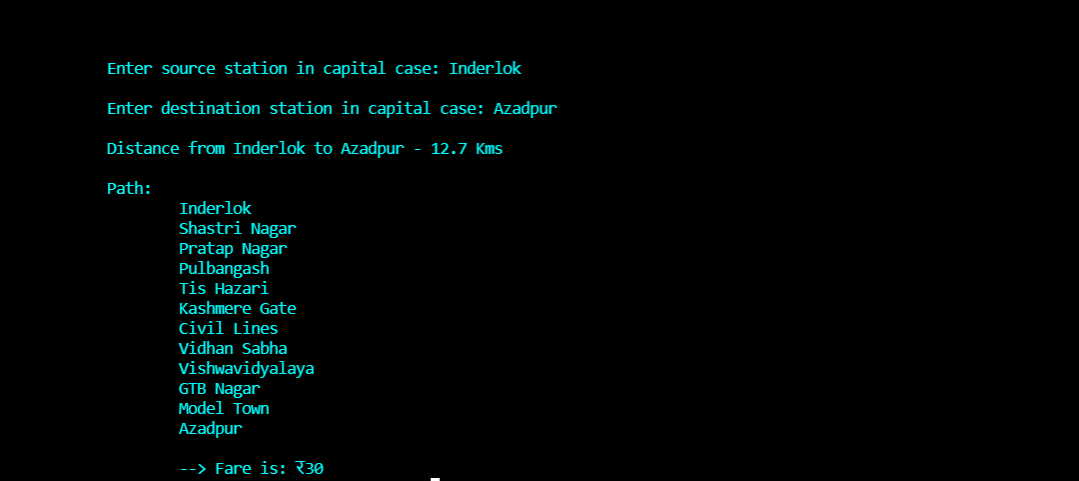 Enter source station in capital case: Inderlok
Enter destination station in capital case: Azadpur
Distance from Inderlok to Azadpur - 12.7 Kms
Path:
Inderlok
Shastri Nagar
Pratap Nagar
Pulbangash
Tis Hazari
Kashmere Gate
Civil Lines
Vidhan Sabha
Vishwavidyalaya
GTB Nagar
Model Town
Azadpur
--> Fare is: ₹30